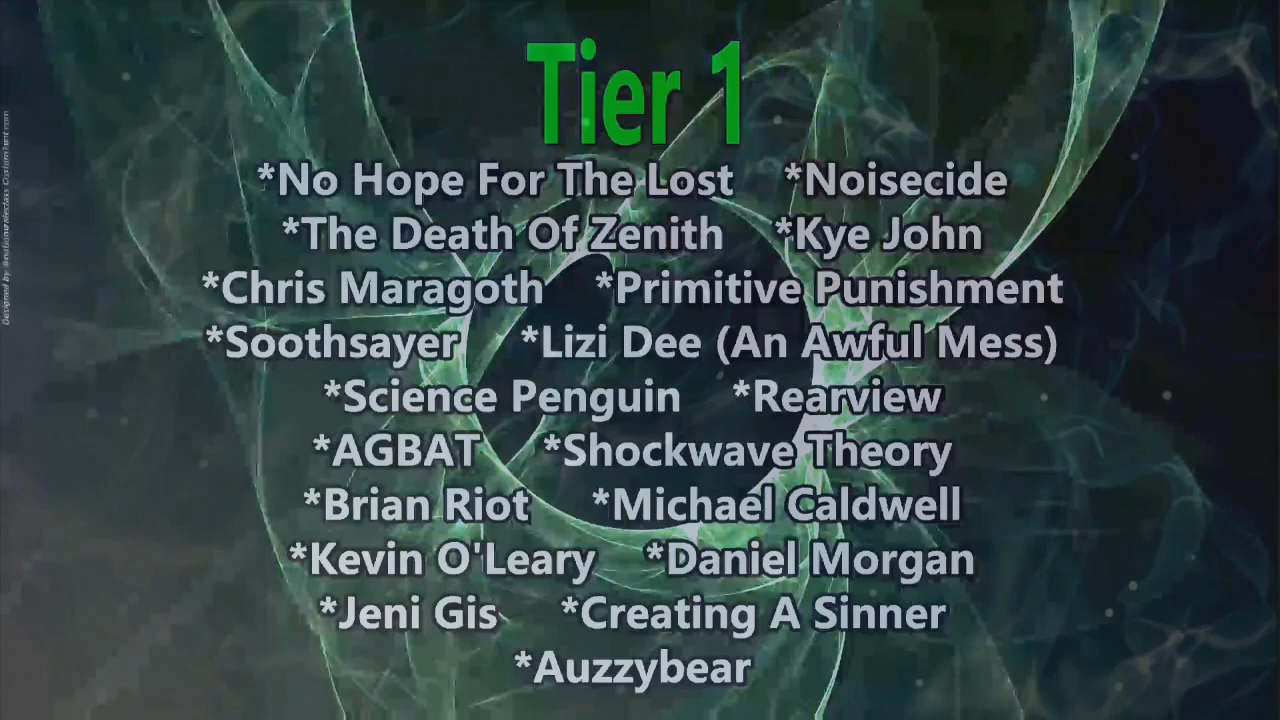 Tier 1
*No Hope For The Lost *Noisecide
*The Death Of Zenith *Kye John
*Chris Maragoth *Primitive Punishment
*Soothsayer *Lizi Dee (An Awful Mess)
*Science Penguin *Rearview
*AGBAT *Shockwave Theory
*Brian Riot *Michael Caldwell
*Kevin O'Leary *Daniel Morgan
*Jeni Gis *Creating A Sinner
*Auzzybear
Designed by